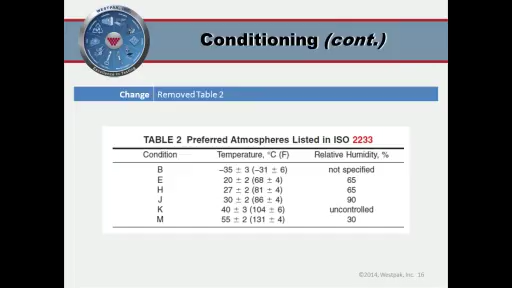 WESTPAK, INC.
Conditioning (cont.)
Change Removed Table 2
TABLE 2 Preferred Atmospheres Listed in ISO 2233
Condition Temperature, °C (F) Relative Humidity, %
B −35 ± 3 (−31 ± 6) not specified
E 20 ± 2 (68 ± 4) 65
H 27 ± 2 (81 ± 4) 65
J 30 ± 2 (86 ± 4) 90
K 40 ± 3 (104 ± 6) uncontrolled
M 55 ± 2 (131 ± 4) 30
©2014, Westpak, Inc 16